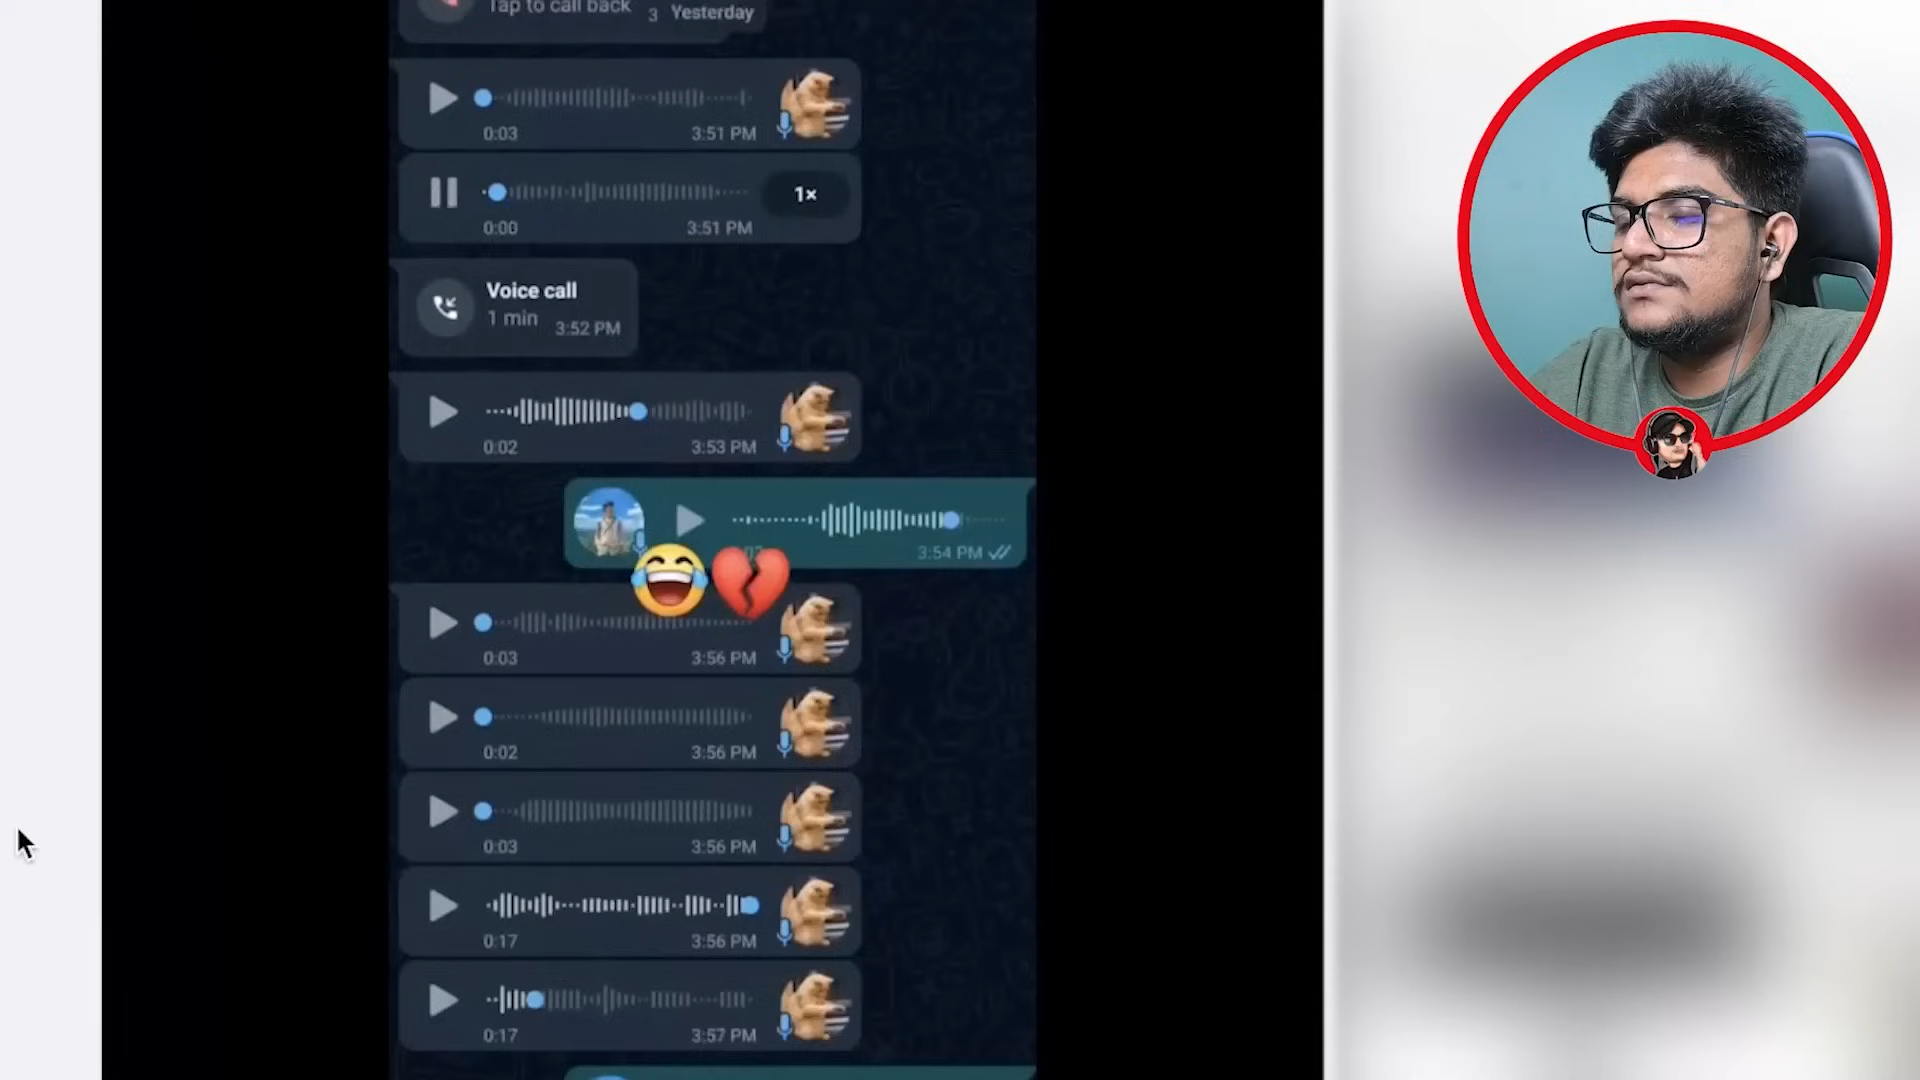 Tap to call back
3 Yesterday
0:03 3:51 PM
1×
0:00 3:51 PM
Voice call
1 min 3:52 PM
0:02 3:53 PM
3:54 PM
0:03 3:56 PM
0:02 3:56 PM
0:03 3:56 PM
0:17 3:56 PM
0:17 3:57 PM